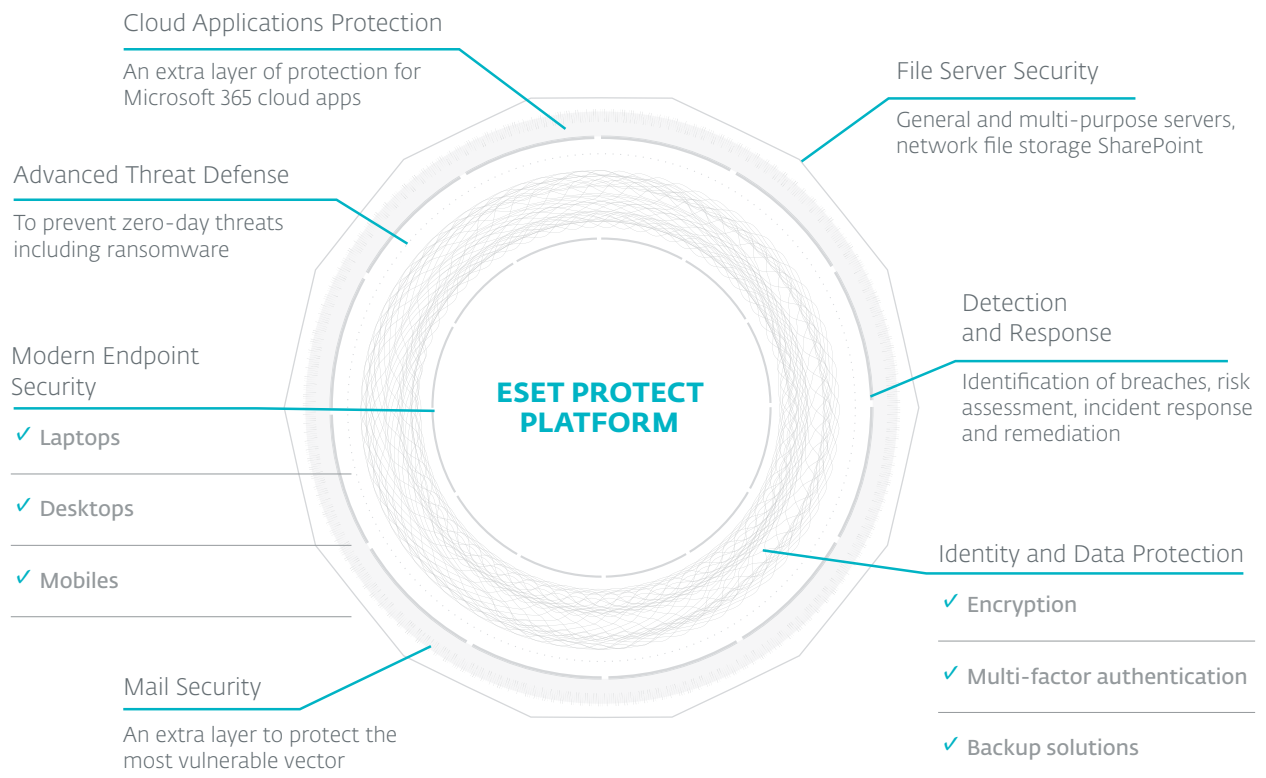 Cloud Applications Protection
An extra layer of protection for
Microsoft 365 cloud apps
File Server Security
General and multi-purpose servers,
network file storage SharePoint
Advanced Threat Defense
To prevent zero-day threats
including ransomware
Detection
and Response
Identification of breaches, risk
assessment, incident response
and remediation
Modern Endpoint
Security
✓ Laptops
✓ Desktops
✓ Mobiles
ESET PROTECT
PLATFORM
Identity and Data Protection
✓ Encryption
✓ Multi-factor authentication
✓ Backup solutions
Mail Security
An extra layer to protect the
most vulnerable vector